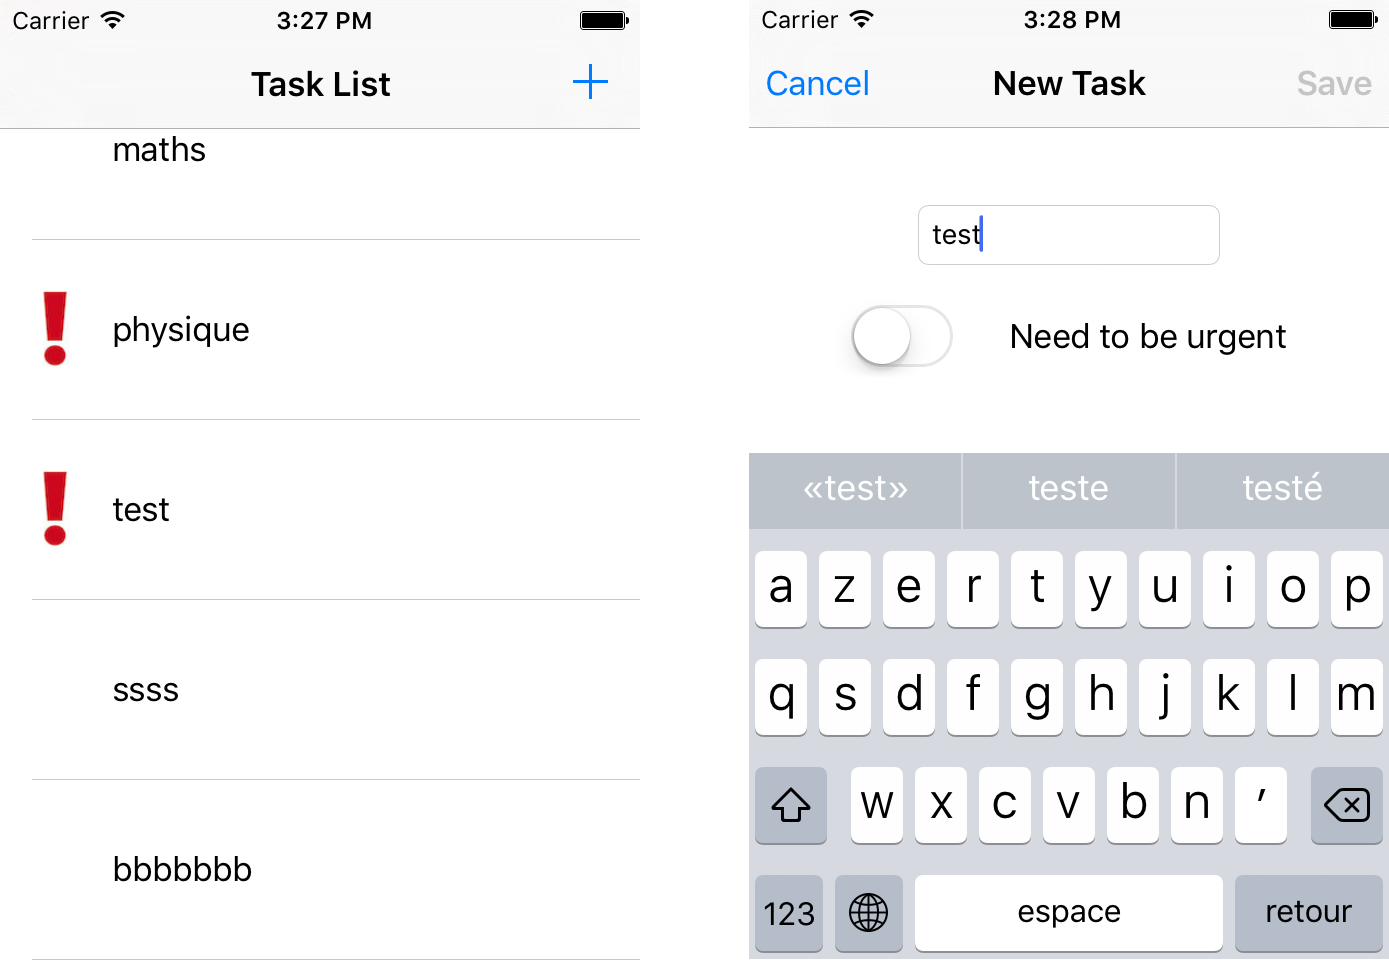 Carrier 3:27 PM
Task List +
maths
physique
test
ssss
bbbbbbb
Carrier 3:28 PM
Cancel New Task Save
test
Need to be urgent
«test» teste testé
a z e r t y u i o p
q s d f g h j k l m
w x c v b n ’
123 espace retour